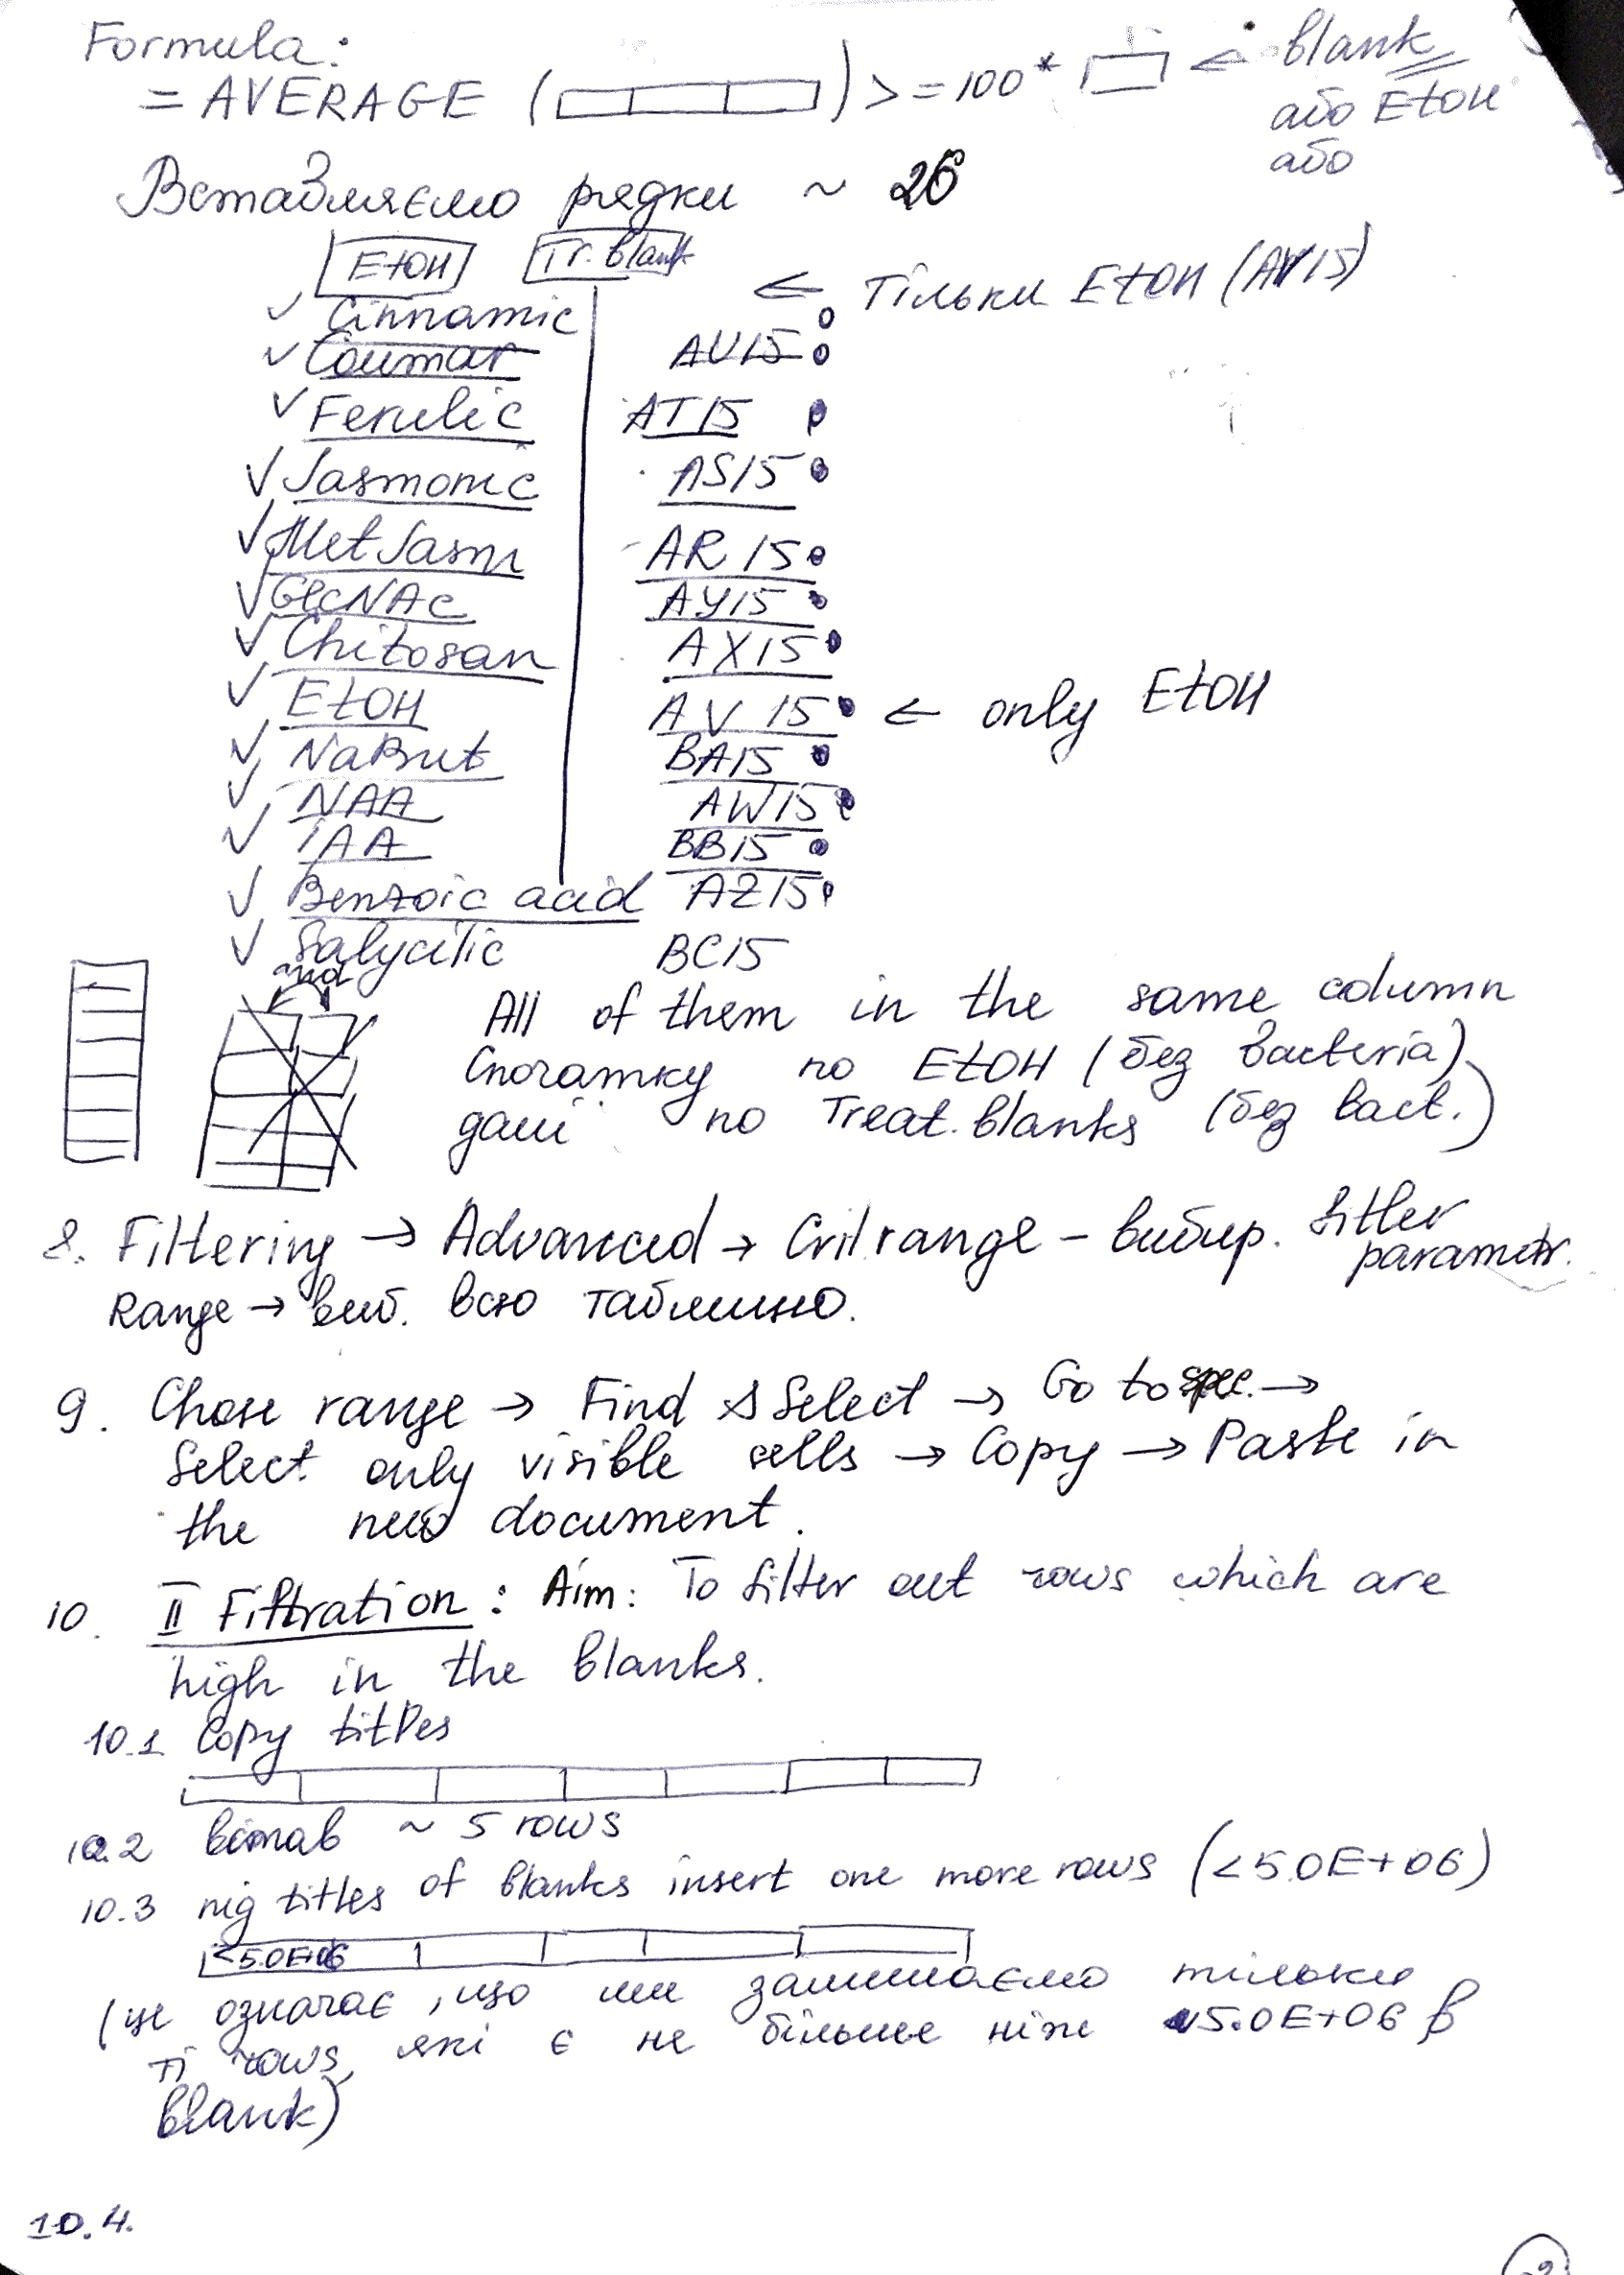 Formula:
= AVERAGE ( ) >= 100* ← blank
або EtOH
або
Вставляємо рядки ~ 26
EtOH Tr. blank
← Тільки EtOH (AV15)
Cinnamic
Coumar AU15
Ferulic AT15
Jasmonic AS15
MetJasm AR15
GlcNAc AY15
Chitosan AX15
EtOH AV15 ← only EtOH
NaBut BA15
NAA AW15
IAA BB15
Benzoic acid AZ15
Salycilic BC15
and
All of them in the same column
Спочатку по EtOH (без bacteria)
далі по Treat. blanks (без bact.)
8. Filtering → Advanced → Crit range – вибир. filter
parametr.
Range → виб. всю таблицю.
9. Chose range → Find & Select → Go to spec. →
Select only visible cells → Copy → Paste in
the new document.
10. II Filtration: Aim: To filter out rows which are
high in the blanks.
10.1 Copy titles
10.2 встав ~ 5 rows
10.3 під titles of blanks insert one more rows (<5.0E+06)
<5.0E+06
(це означає, що ми залишаємо тільки
ті rows, які є не більше ніж 5.0E+06 в
blank)
10.4.